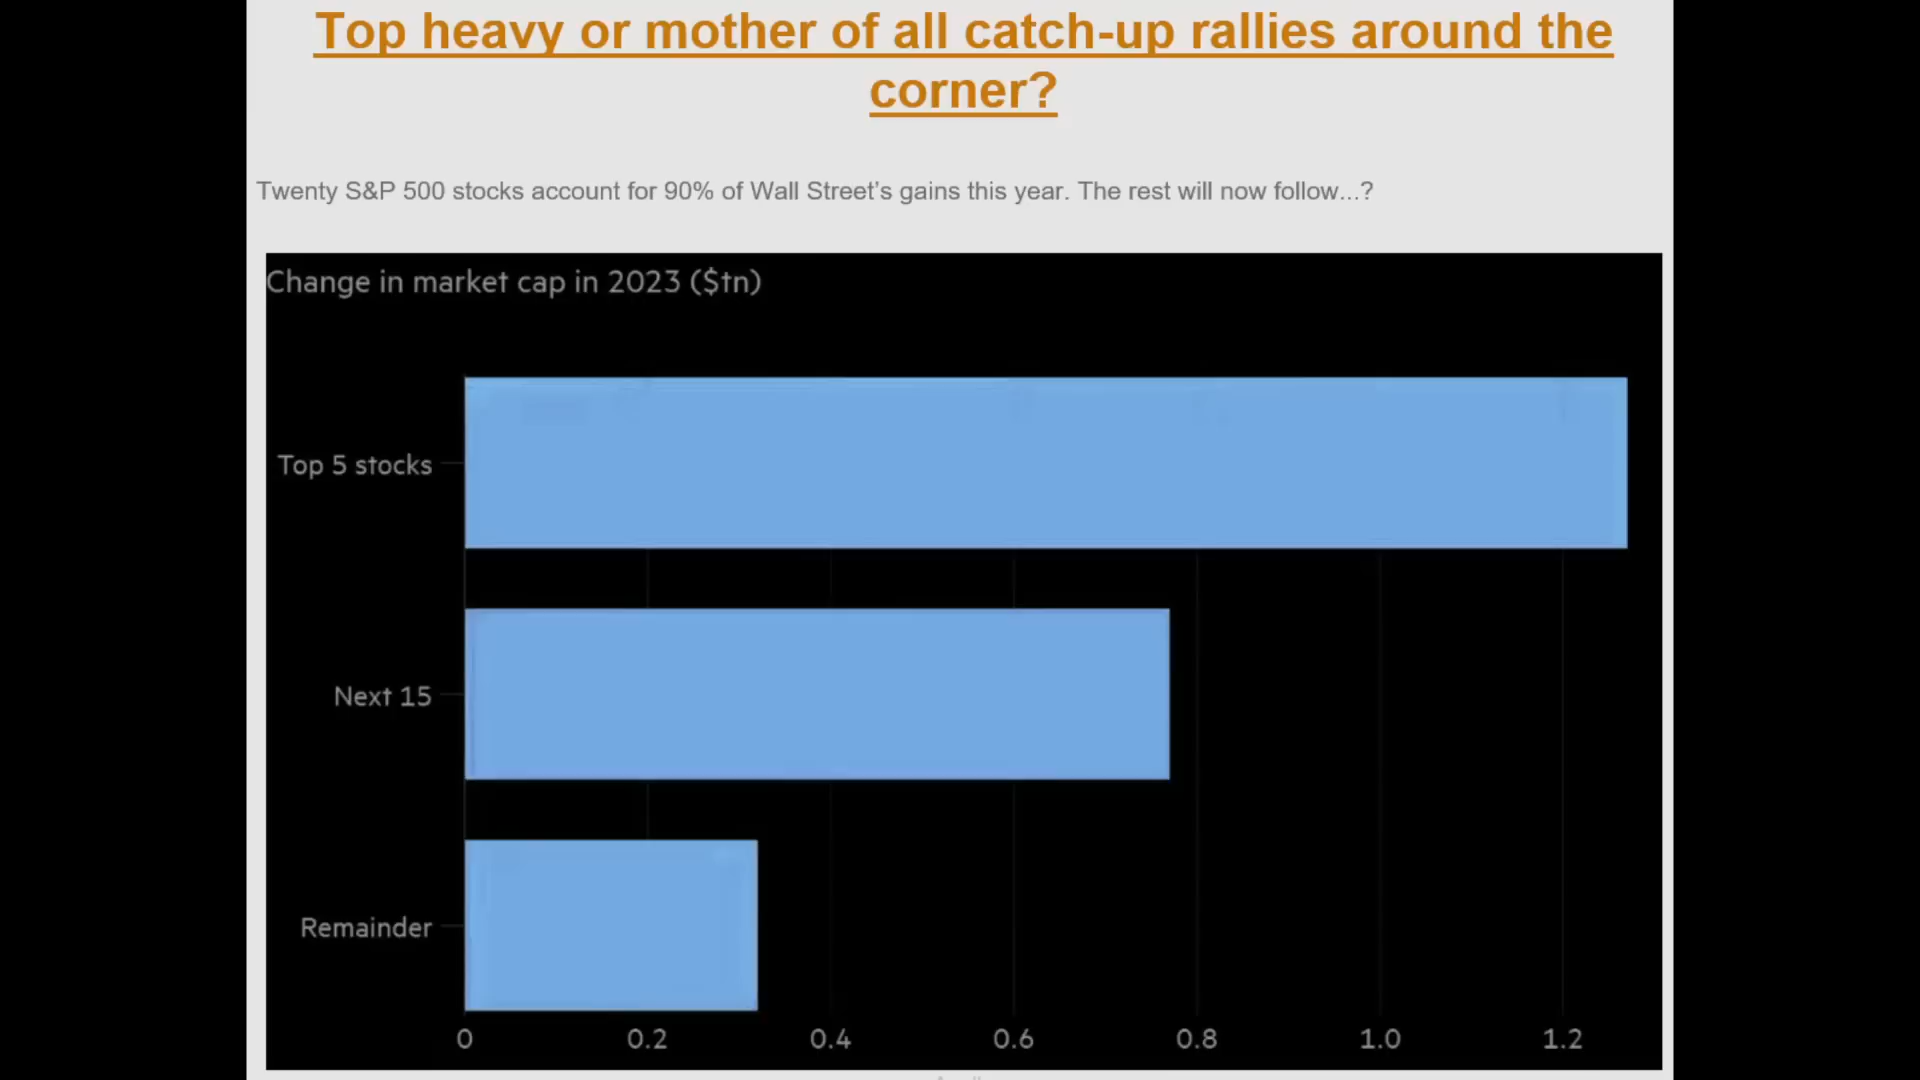 Top heavy or mother of all catch-up rallies around the
corner?
Twenty S&P 500 stocks account for 90% of Wall Street’s gains this year. The rest will now follow...?
Change in market cap in 2023 ($tn)
Top 5 stocks
Next 15
Remainder
0 0.2 0.4 0.6 0.8 1.0 1.2